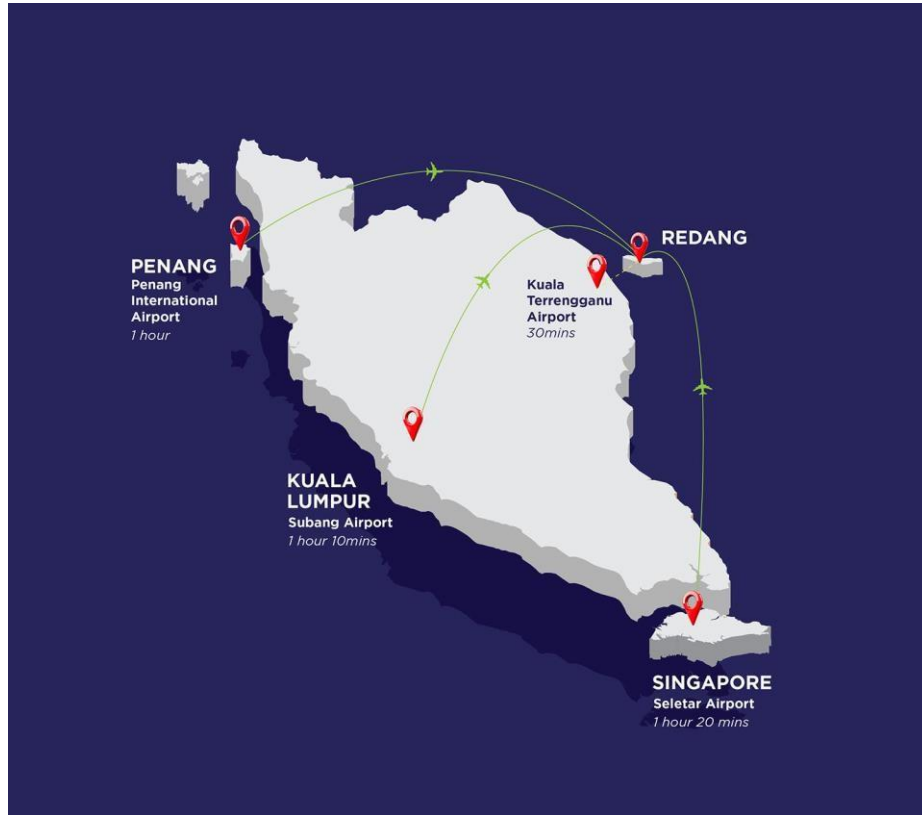 REDANG
PENANG
Penang
International
Airport
1 hour
Kuala
Terrengganu
Airport
30mins
KUALA
LUMPUR
Subang Airport
1 hour 10mins
SINGAPORE
Seletar Airport
1 hour 20 mins